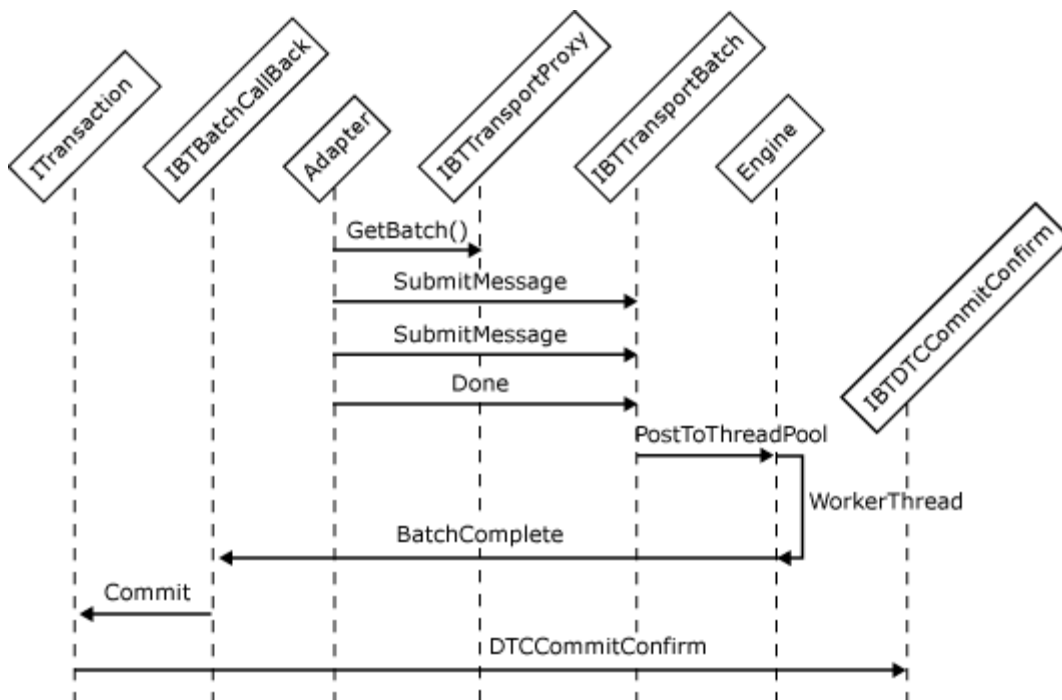 ITransaction
IBTBatchCallBack
Adapter
IBTTransportProxy
IBTTransportBatch
Engine
IBTDTCCommitConfirm
GetBatch()
SubmitMessage
SubmitMessage
Done
PostToThreadPool
WorkerThread
BatchComplete
Commit
DTCCommitConfirm